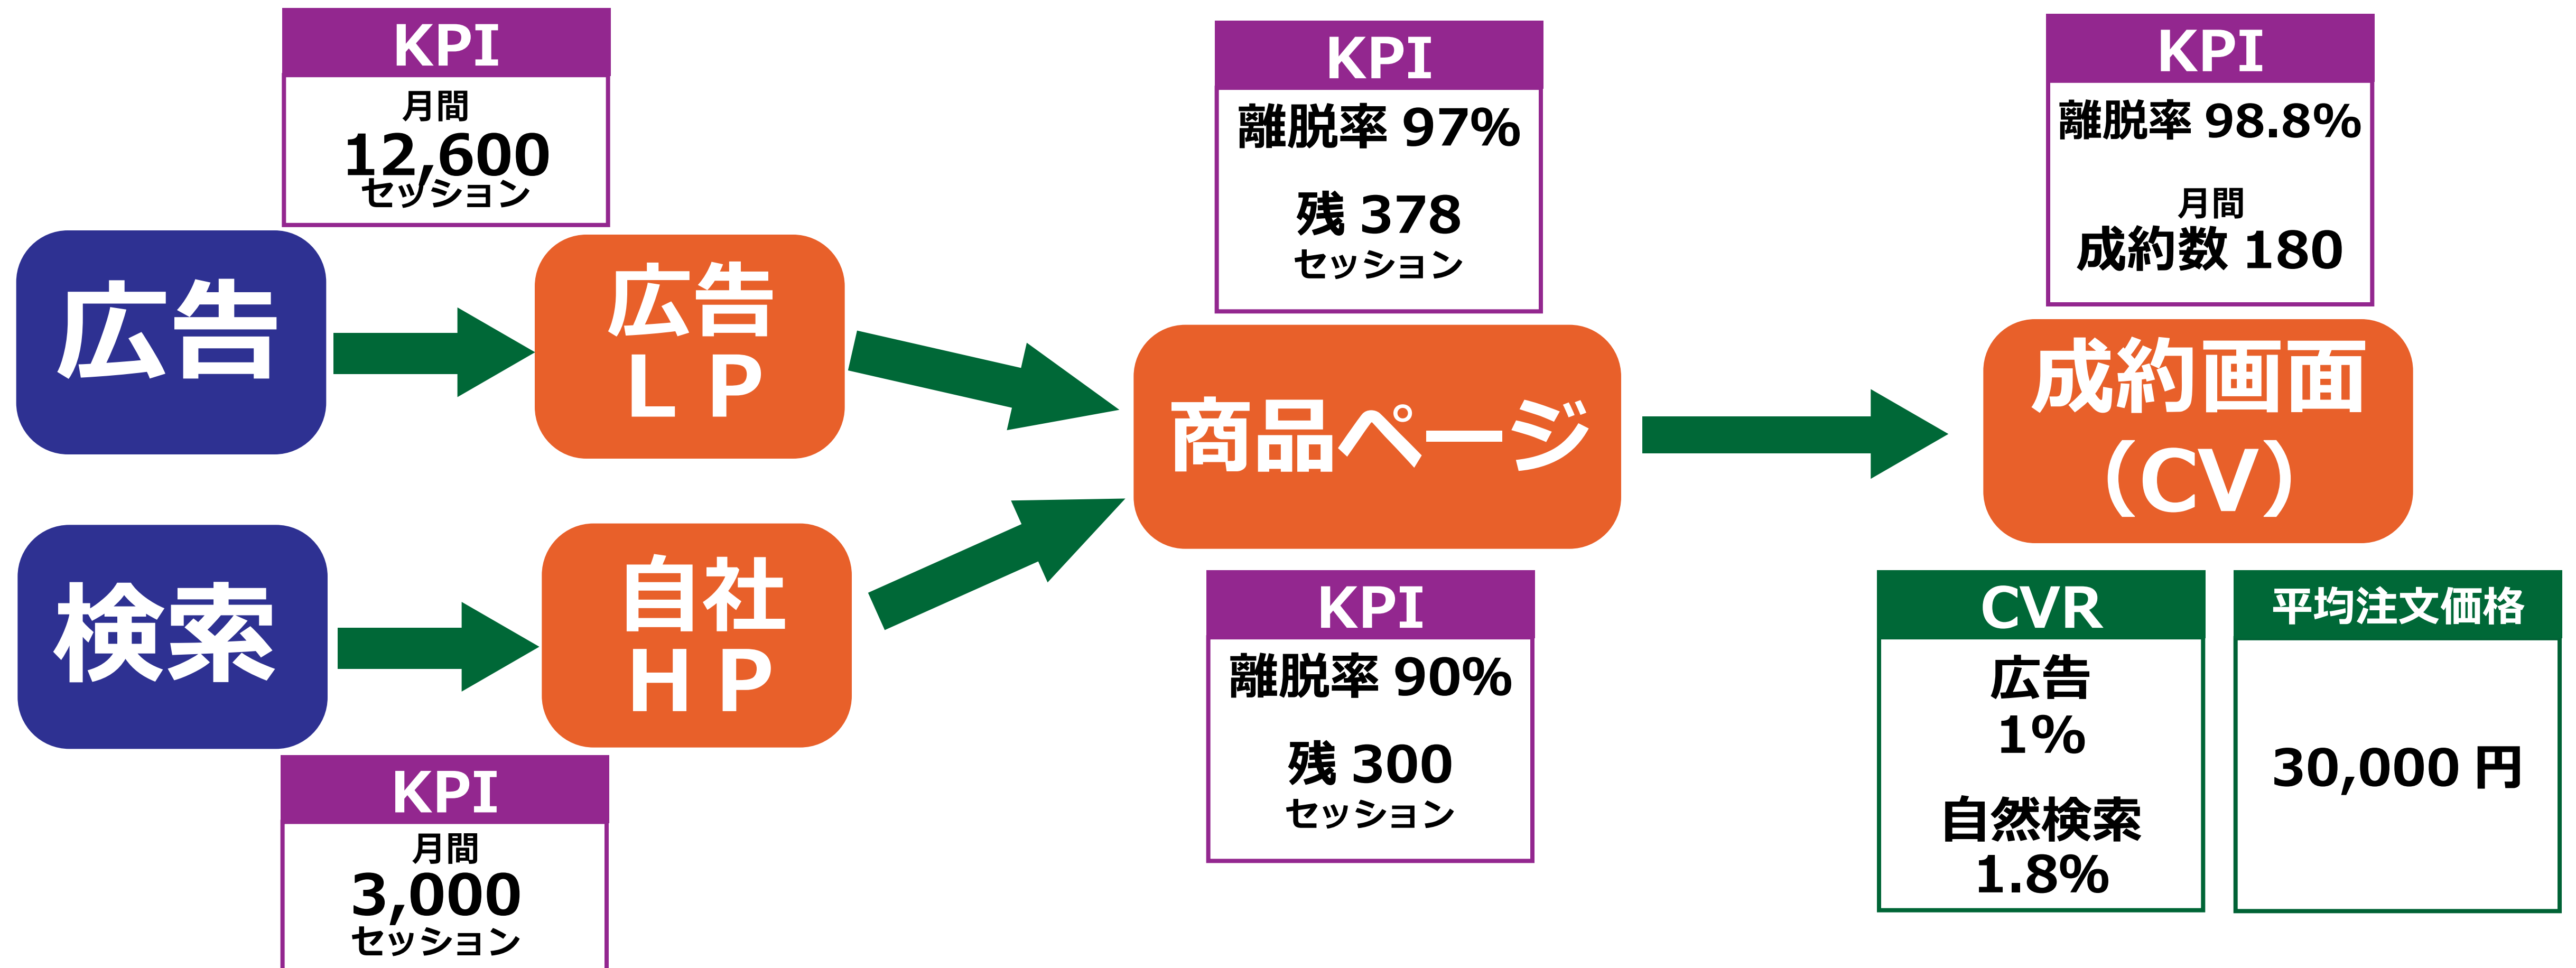 KPI
月間
12,600
セッション
KPI
離脱率 97%
残 378
セッション
KPI
離脱率 98.8%
月間
成約数 180
広告
広告
ＬＰ
商品ページ
成約画面
（CV）
検索
自社
ＨＰ
KPI
月間
3,000
セッション
KPI
離脱率 90%
残 300
セッション
CVR
広告
1%
自然検索
1.8%
平均注文価格
30,000 円